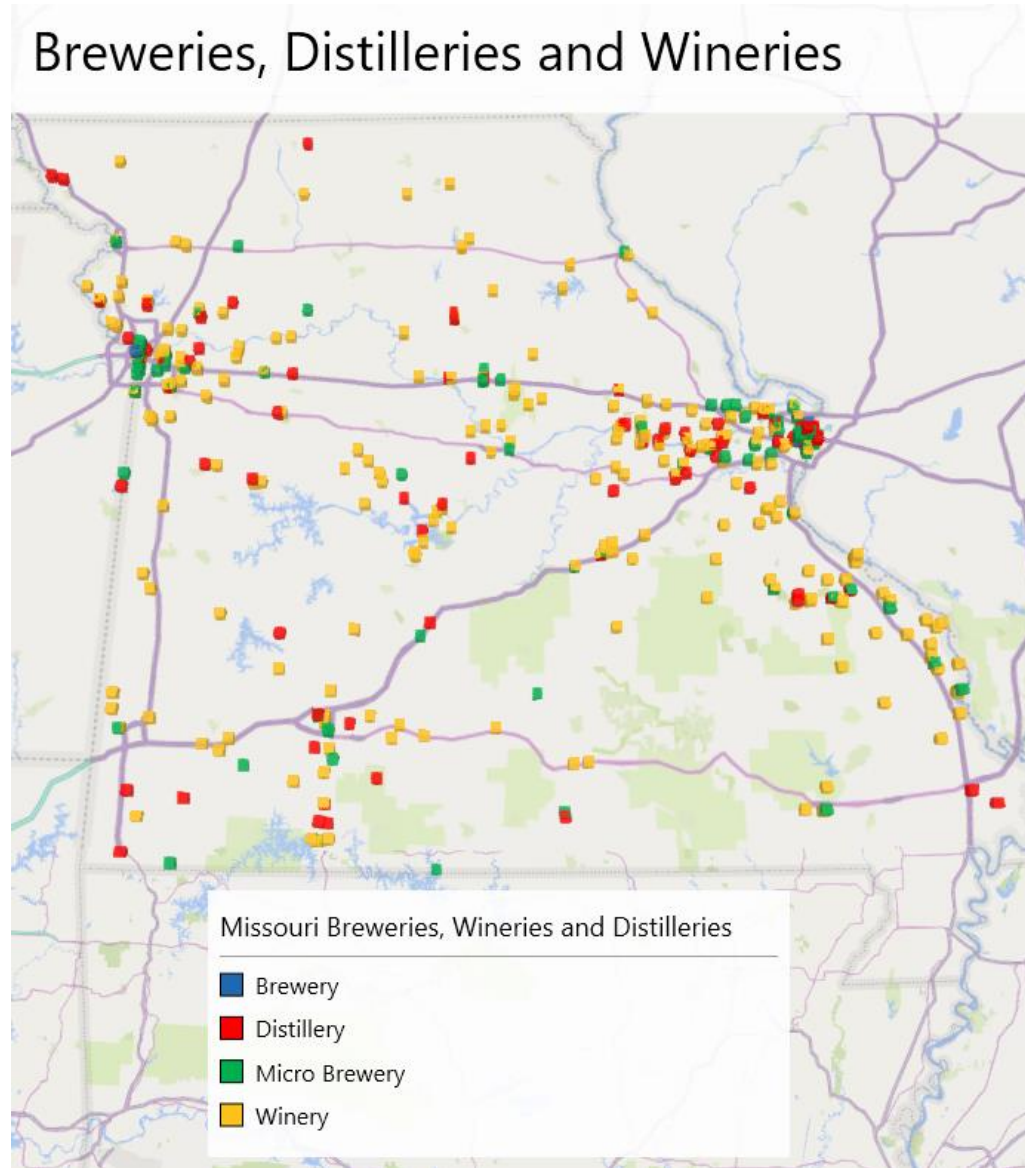 Breweries, Distilleries and Wineries
Missouri Breweries, Wineries and Distilleries
Brewery
Distillery
Micro Brewery
Winery